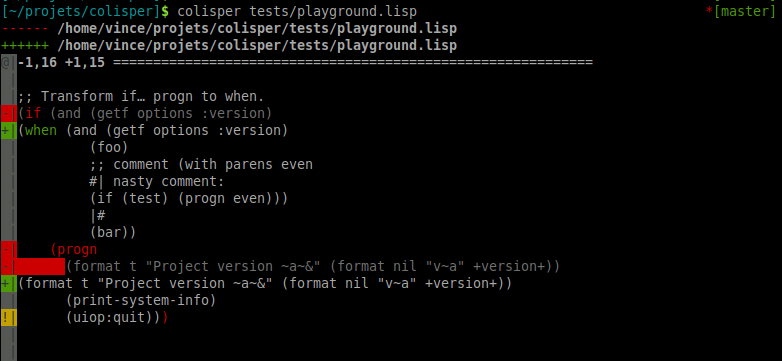 [~/projets/colisper]$ colisper tests/playground.lisp *[master]
------ /home/vince/projets/colisper/tests/playground.lisp
++++++ /home/vince/projets/colisper/tests/playground.lisp
@|-1,16 +1,15 ============================================================
|
|;; Transform if… progn to when.
-|(if (and (getf options :version)
+|(when (and (getf options :version)
|         (foo)
|         ;; comment (with parens even
|         #| nasty comment:
|         (if (test) (progn even)))
|         |#
|         (bar))
-|    (progn
-|      (format t "Project version ~a~&" (format nil "v~a" +version+))
+|(format t "Project version ~a~&" (format nil "v~a" +version+))
|      (print-system-info)
!|      (uiop:quit))))
|
|